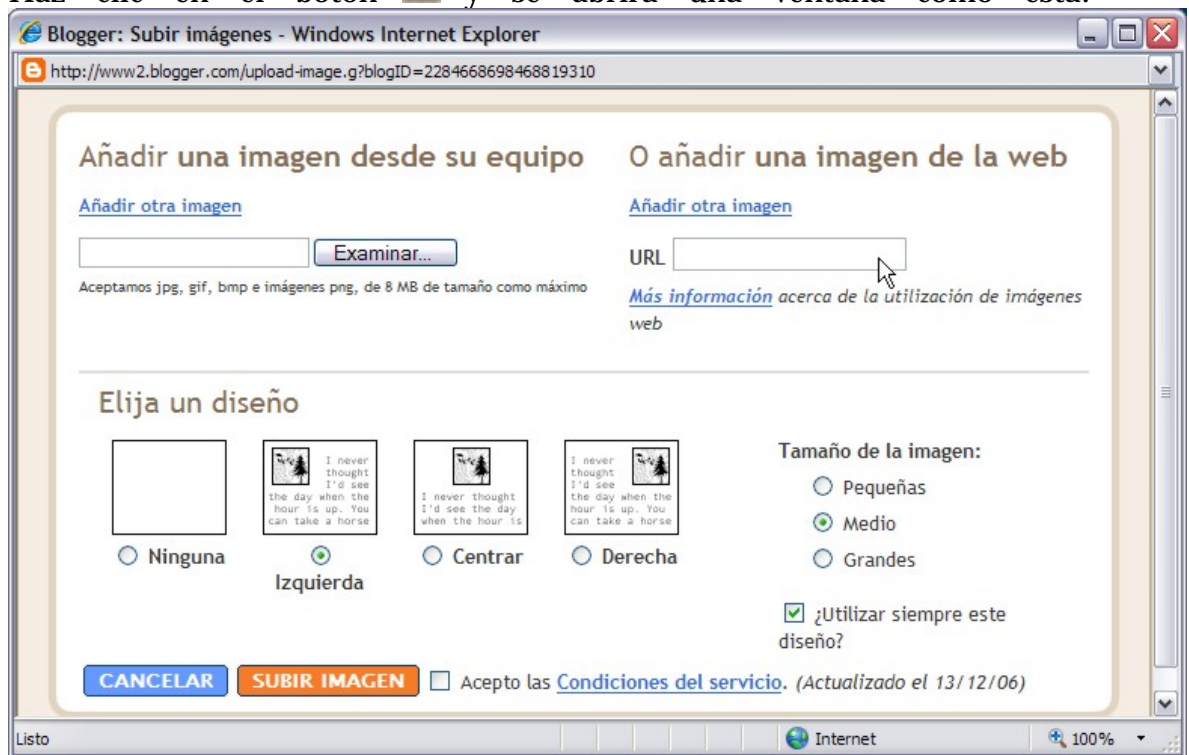 Haz clic en el botón y se abrirá una ventana como esta:
Blogger: Subir imágenes - Windows Internet Explorer
http://www2.blogger.com/upload-image.g?blogID=2284668698468819310
Añadir una imagen desde su equipo
Añadir otra imagen
Examinar...
Aceptamos jpg, gif, bmp e imágenes png, de 8 MB de tamaño como máximo
O añadir una imagen de la web
Añadir otra imagen
URL
Más información acerca de la utilización de imágenes
web
Elija un diseño
I never
thought
I'd see
the day when the
hour is up. You
can take a horse
I never thought
I'd see the day
when the hour is
I never
thought
I'd see
the day when the
hour is up. You
can take a horse
Ninguna
Izquierda
Centrar
Derecha
Tamaño de la imagen:
Pequeñas
Medio
Grandes
¿Utilizar siempre este
diseño?
CANCELAR SUBIR IMAGEN Acepto las Condiciones del servicio. (Actualizado el 13/12/06)
Listo Internet 100%